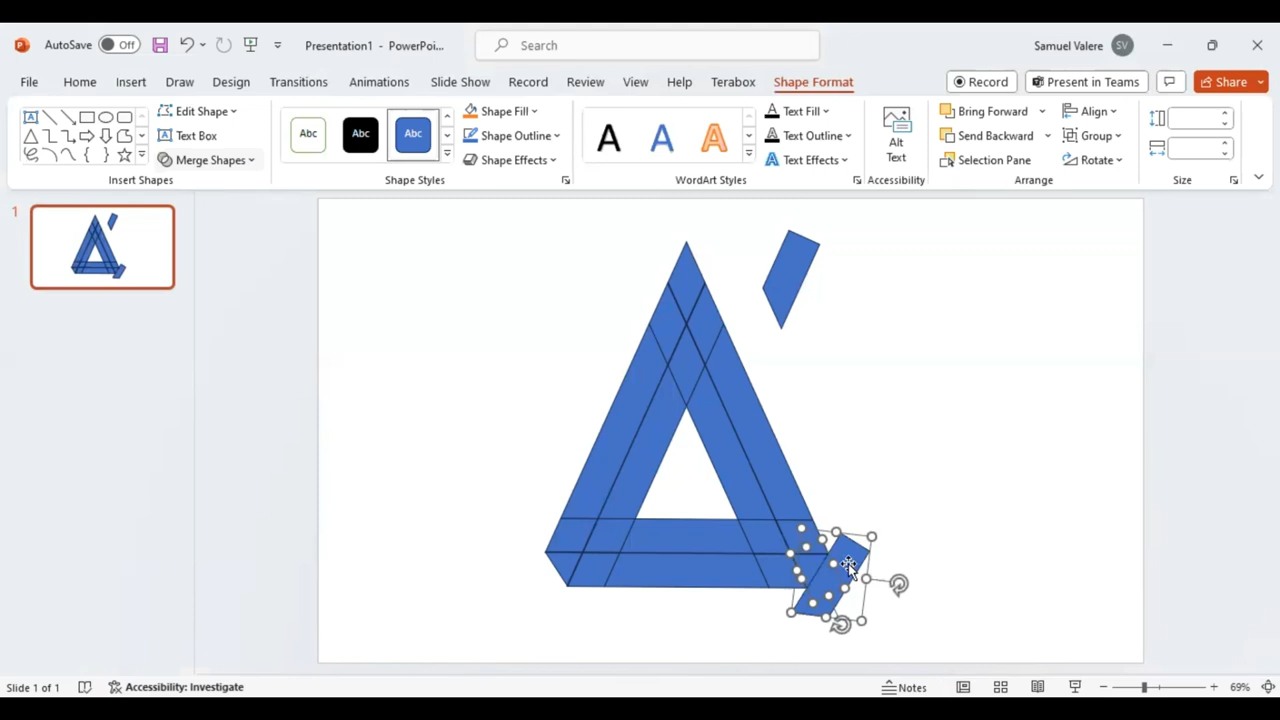 AutoSave Off Presentation1 - PowerPoi... Search Samuel Valere SV
File Home Insert Draw Design Transitions Animations Slide Show Record Review View Help Terabox Shape Format Record Present in Teams Share
Edit Shape Abc Abc Abc Shape Fill A A A Text Fill Bring Forward Align
Text Box Shape Outline Text Outline Alt Text Send Backward Group
Merge Shapes Shape Effects Text Effects Selection Pane Rotate
Insert Shapes Shape Styles WordArt Styles Accessibility Arrange Size
1
Slide 1 of 1 Accessibility: Investigate Notes 69%